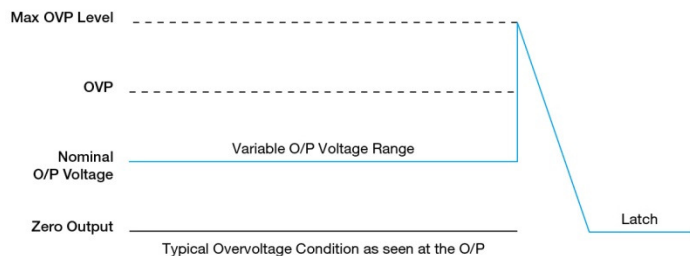 Max OVP Level
OVP
Variable O/P Voltage Range
Nominal
O/P Voltage
Zero Output
Latch
Typical Overvoltage Condition as seen at the O/P